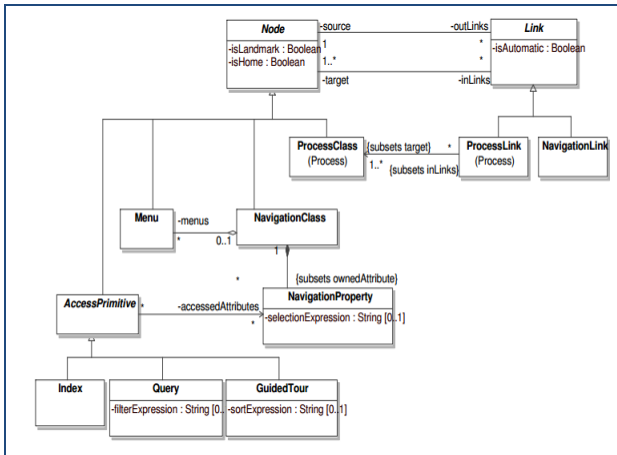 Node
-isLandmark : Boolean
-isHome : Boolean
-source
1
1..*
-target
-outLinks
*
*
-inLinks
Link
-isAutomatic : Boolean
ProcessClass
(Process)
{subsets target}
*
1..*
{subsets inLinks}
ProcessLink
(Process)
NavigationLink
Menu
-menus
*
0..1
NavigationClass
1
*
{subsets ownedAttribute}
AccessPrimitive
*
-accessedAttributes
*
NavigationProperty
-selectionExpression : String [0..1]
Index
Query
-filterExpression : String [0..
GuidedTour
-sortExpression : String [0..1]